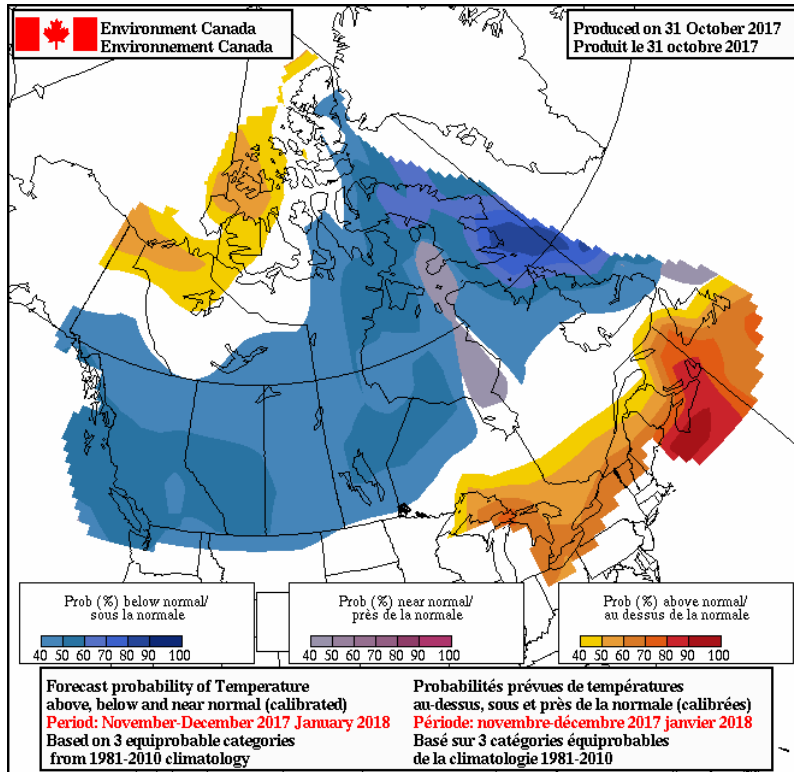 Environment Canada
Environnement Canada
Produced on 31 October 2017
Produit le 31 octobre 2017
Prob (%) below normal/
sous la normale
40 50 60 70 80 90 100
Prob (%) near normal/
près de la normale
40 50 60 70 80 90 100
Prob (%) above normal/
au dessus de la normale
40 50 60 70 80 90 100
Forecast probability of Temperature
above, below and near normal (calibrated)
Period: November-December 2017 January 2018
Based on 3 equiprobable categories
from 1981-2010 climatology
Probabilités prévues de températures
au-dessus, sous et près de la normale (calibrées)
Période: novembre-décembre 2017 janvier 2018
Basé sur 3 catégories équiprobables
de la climatologie 1981-2010